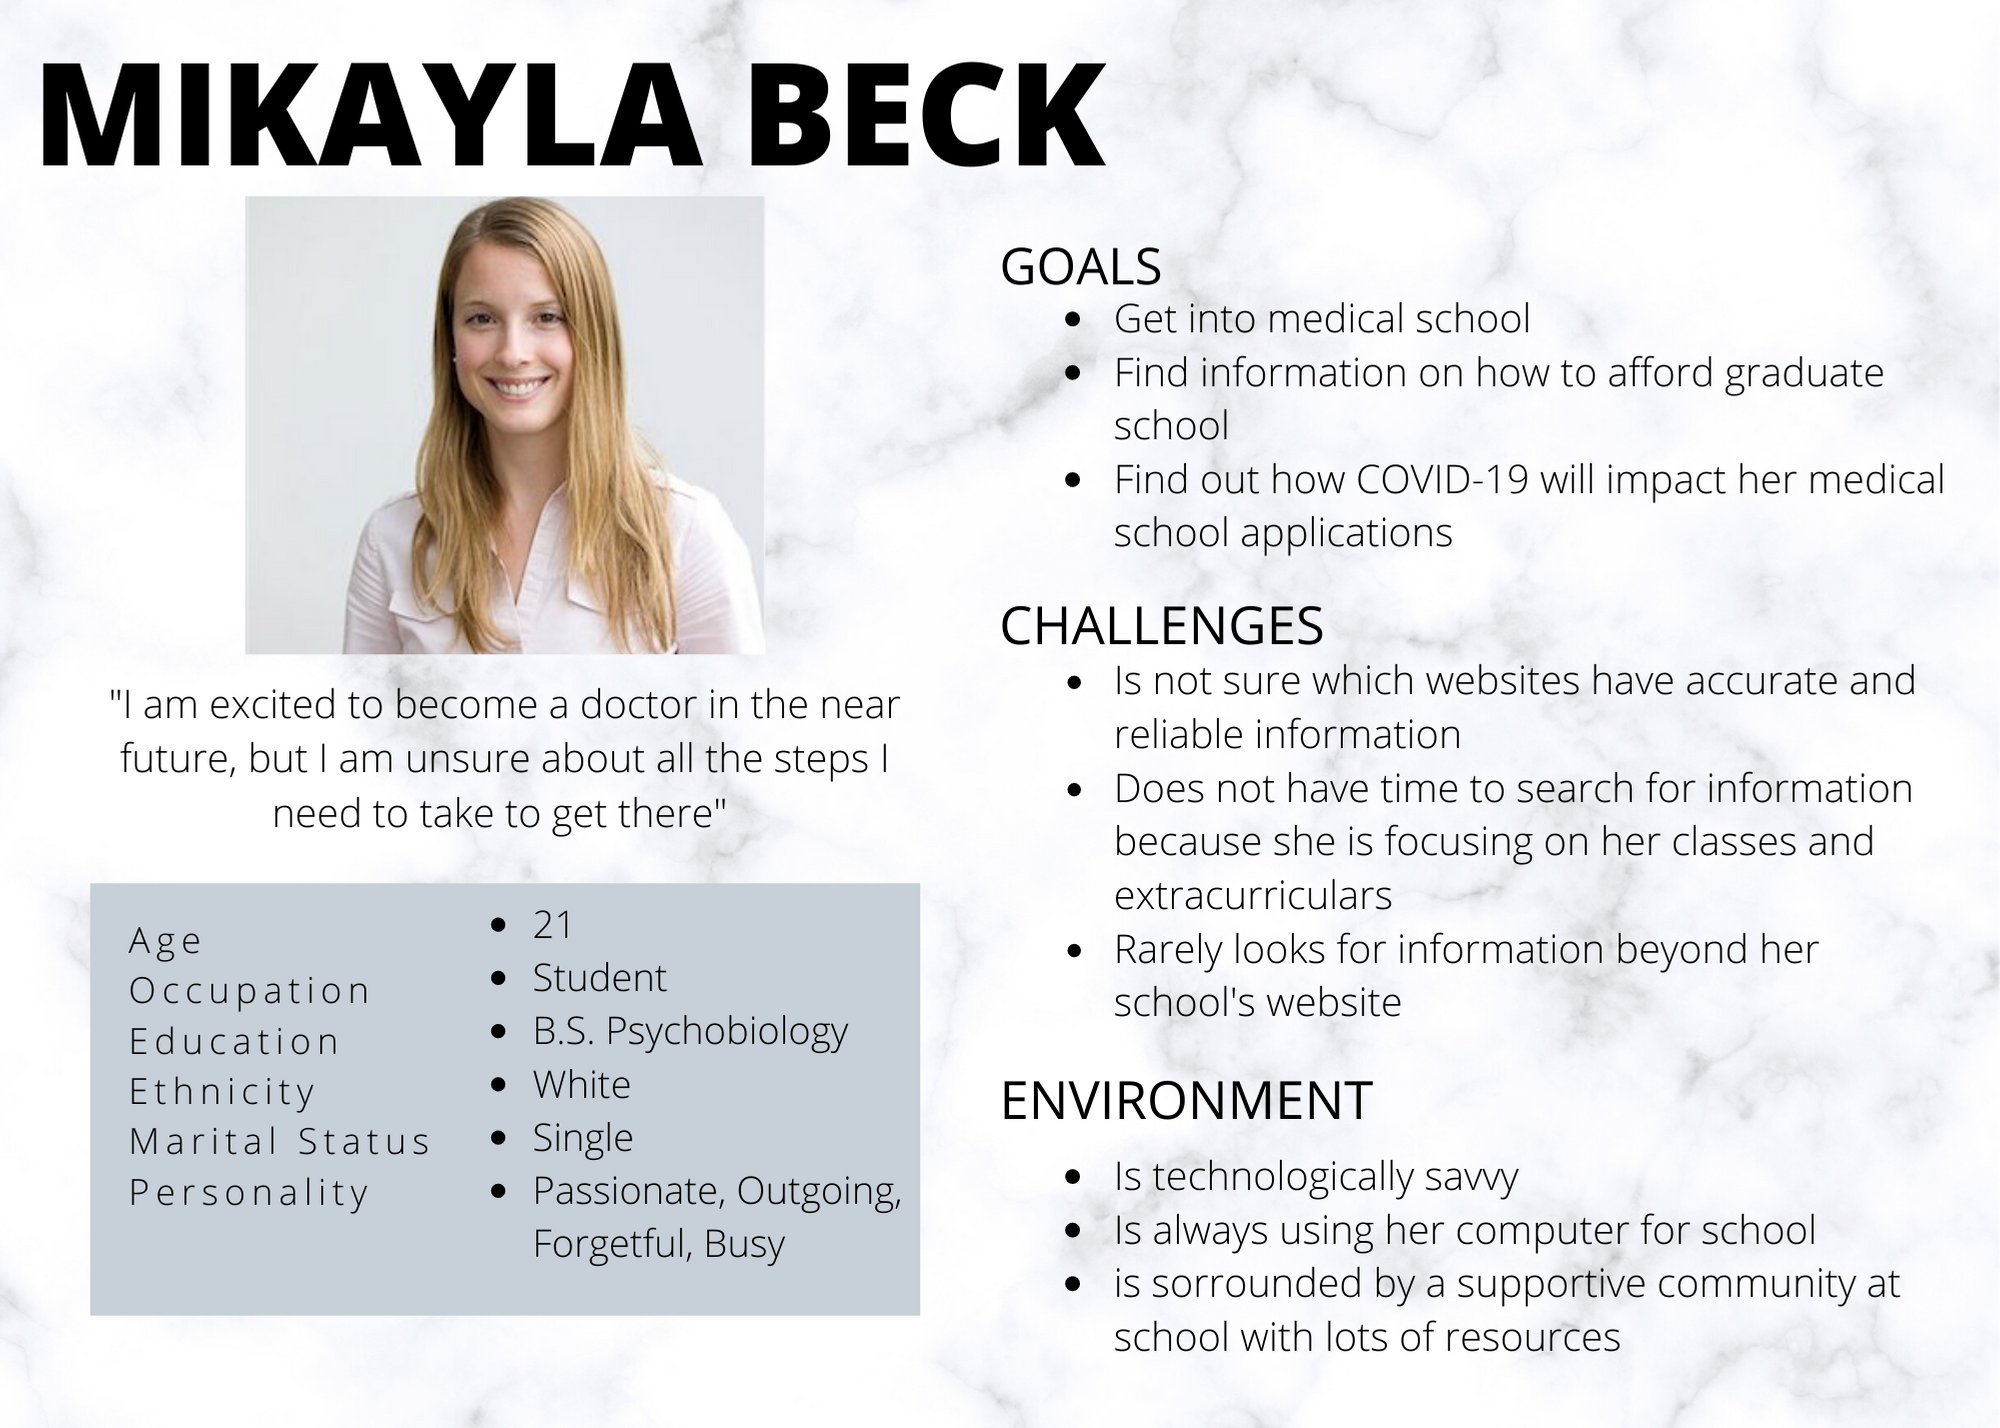 MIKAYLA BECK
"I am excited to become a doctor in the near
future, but I am unsure about all the steps I
need to take to get there"
Age
Occupation
Education
Ethnicity
Marital Status
Personality
• 21
• Student
• B.S. Psychobiology
• White
• Single
• Passionate, Outgoing,
Forgetful, Busy
GOALS
• Get into medical school
• Find information on how to afford graduate
school
• Find out how COVID-19 will impact her medical
school applications
CHALLENGES
• Is not sure which websites have accurate and
reliable information
• Does not have time to search for information
because she is focusing on her classes and
extracurriculars
• Rarely looks for information beyond her
school's website
ENVIRONMENT
• Is technologically savvy
• Is always using her computer for school
• is sorrounded by a supportive community at
school with lots of resources